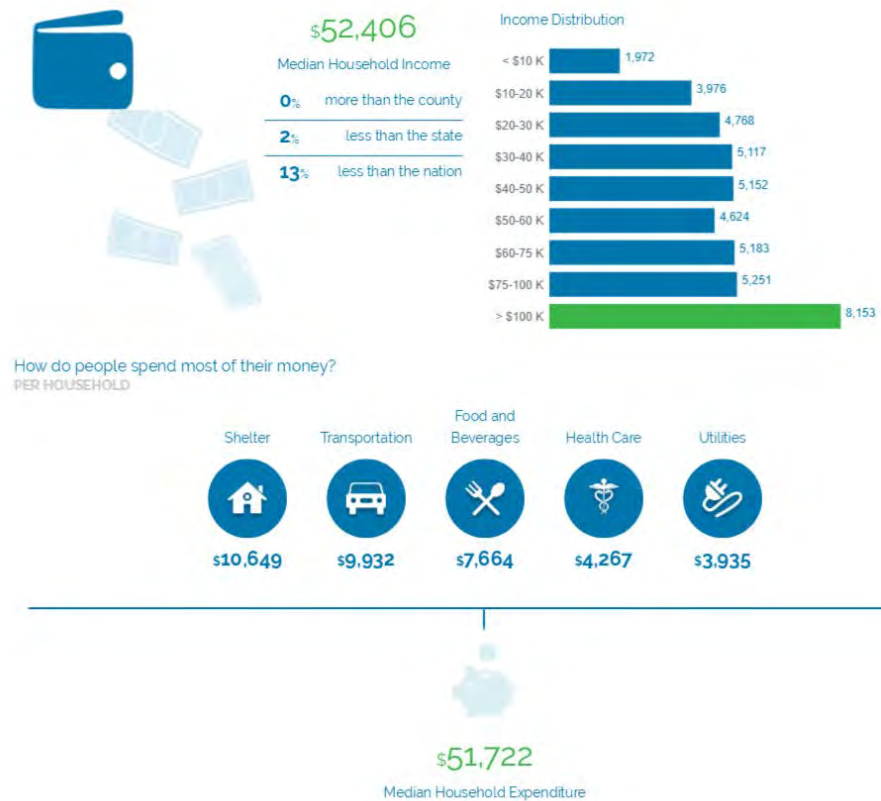 $52,406
Median Household Income
0% more than the county
2% less than the state
13% less than the nation
Income Distribution
< $10 K 1,972
$10-20 K 3,976
$20-30 K 4,768
$30-40 K 5,117
$40-50 K 5,152
$50-60 K 4,624
$60-75 K 5,183
$75-100 K 5,251
> $100 K 8,153
How do people spend most of their money?
PER HOUSEHOLD
Shelter
Transportation
Food and
Beverages
Health Care
Utilities
$10,649
$9,932
$7,664
$4,267
$3,935
$51,722
Median Household Expenditure